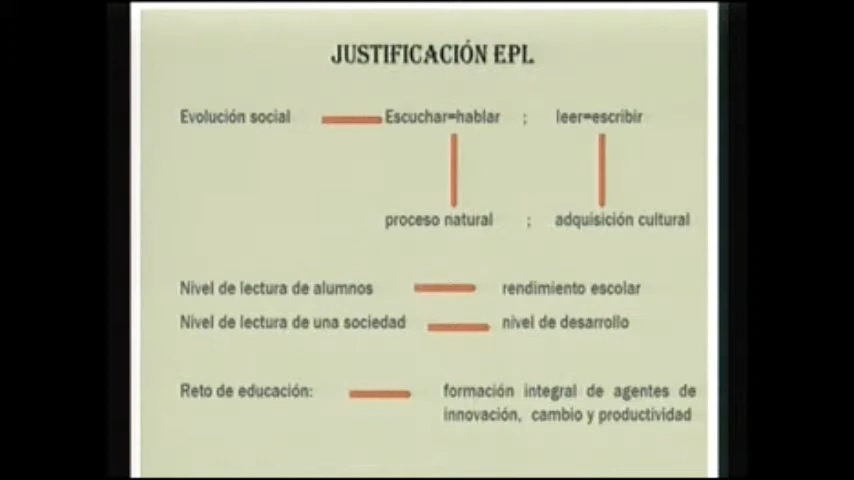 JUSTIFICACIÓN EPL
Evolución social Escuchar=hablar ; leer=escribir
proceso natural ; adquisición cultural
Nivel de lectura de alumnos rendimiento escolar
Nivel de lectura de una sociedad nivel de desarrollo
Reto de educación: formación integral de agentes de
innovación, cambio y productividad